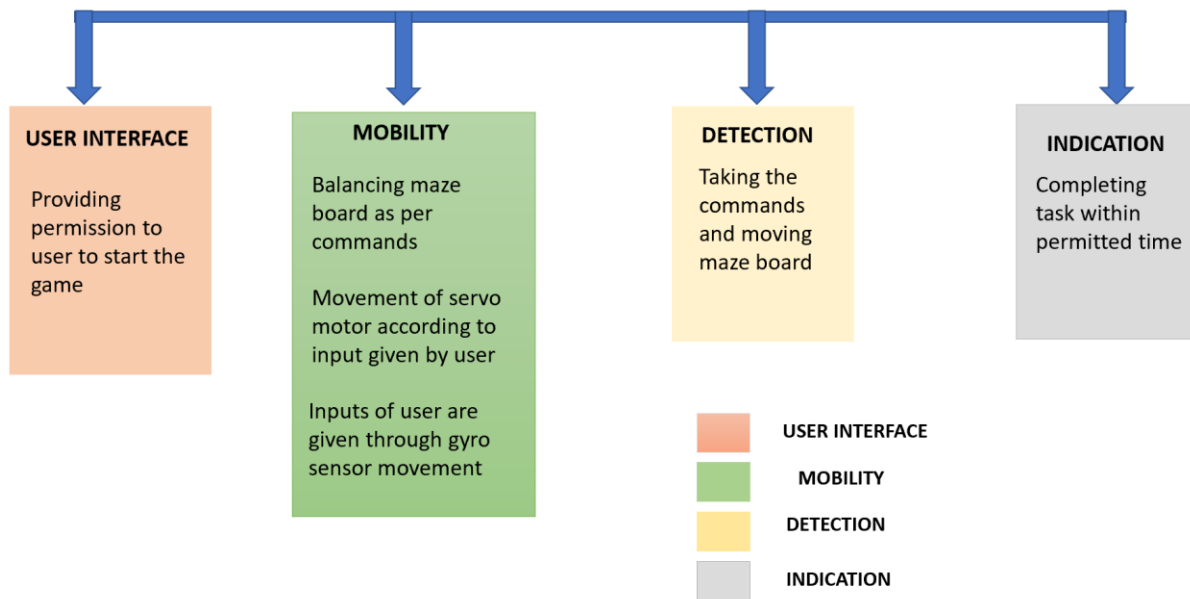 USER INTERFACE
Providing
permission to
user to start the
game
MOBILITY
Balancing maze
board as per
commands
Movement of servo
motor according to
input given by user
Inputs of user are
given through gyro
sensor movement
DETECTION
Taking the
commands
and moving
maze board
INDICATION
Completing
task within
permitted time
USER INTERFACE
MOBILITY
DETECTION
INDICATION